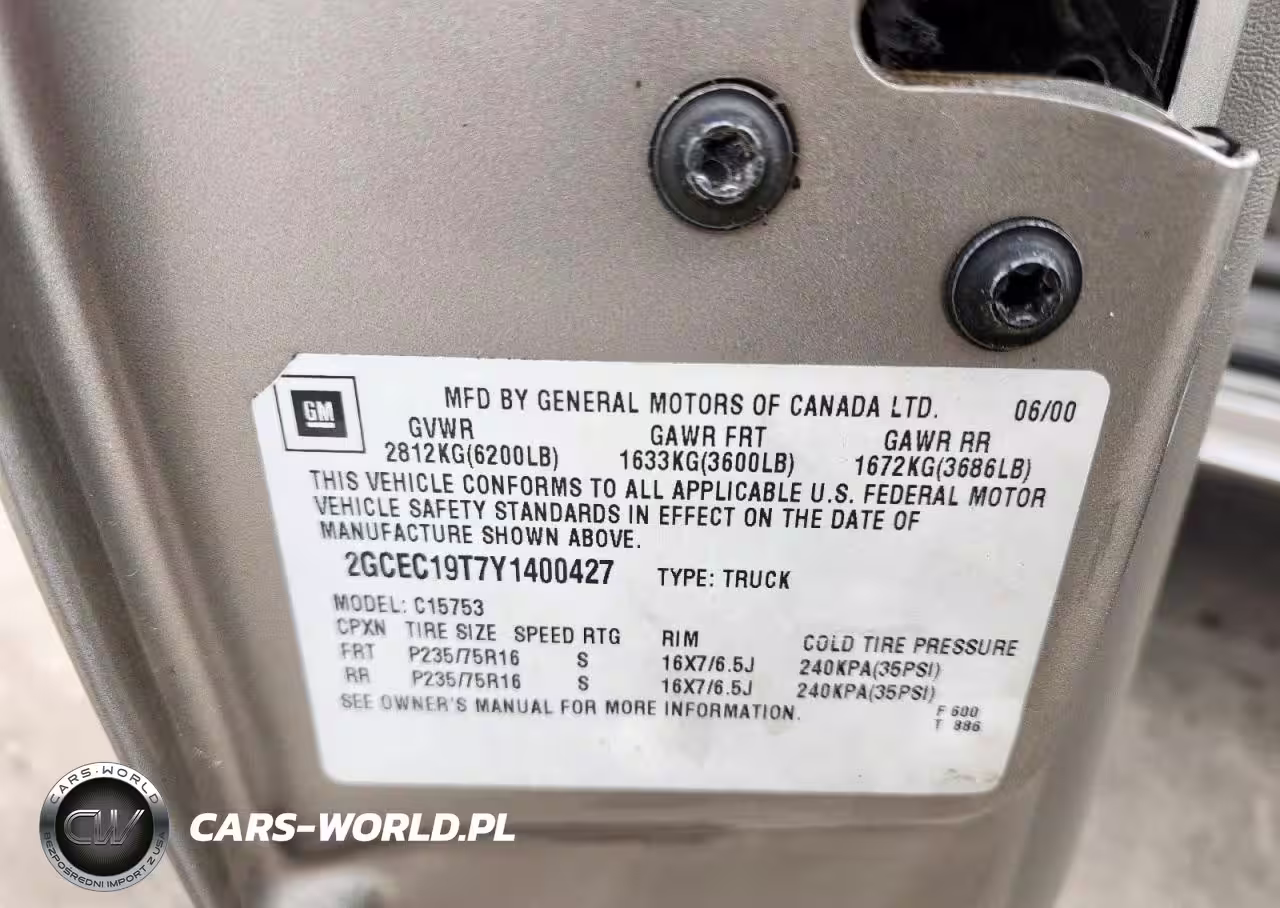 GM
MFD BY GENERAL MOTORS OF CANADA LTD. 06/00
GVWR GAWR FRT GAWR RR
2812KG(6200LB) 1633KG(3600LB) 1672KG(3686LB)
THIS VEHICLE CONFORMS TO ALL APPLICABLE U.S. FEDERAL MOTOR
VEHICLE SAFETY STANDARDS IN EFFECT ON THE DATE OF
MANUFACTURE SHOWN ABOVE.
2GCEC19T7Y1400427 TYPE: TRUCK
MODEL: C15753
CPXN TIRE SIZE SPEED RTG RIM COLD TIRE PRESSURE
FRT P235/75R16 S 16X7/6.5J 240KPA(35PSI)
RR P235/75R16 S 16X7/6.5J 240KPA(35PSI)
SEE OWNER'S MANUAL FOR MORE INFORMATION.
F 600
T 886
CARS-WORLD
CW
BEZPOŚREDNI IMPORT Z USA
CARS-WORLD.PL